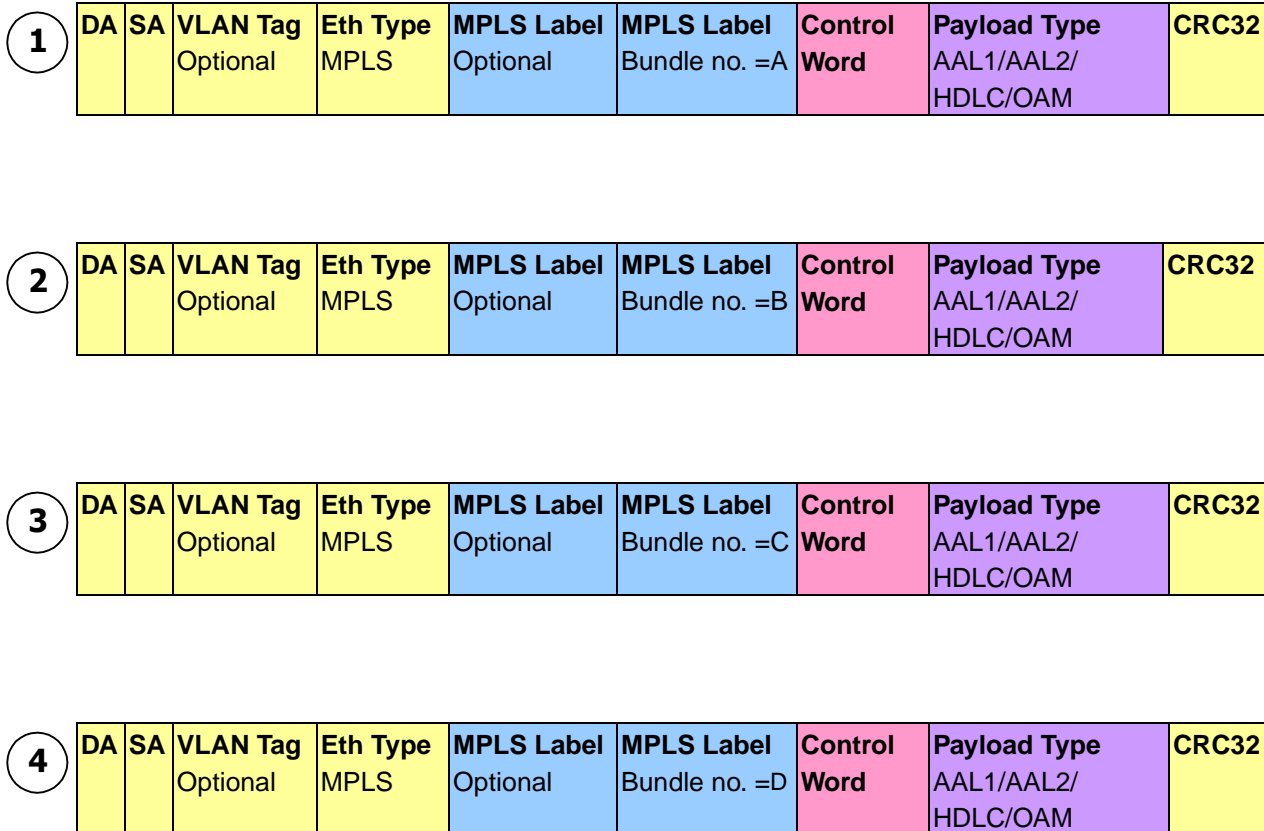 1
DA SA VLAN Tag Eth Type MPLS Label MPLS Label Control Payload Type CRC32
Optional MPLS Optional Bundle no. =A Word AAL1/AAL2/
HDLC/OAM
2
DA SA VLAN Tag Eth Type MPLS Label MPLS Label Control Payload Type CRC32
Optional MPLS Optional Bundle no. =B Word AAL1/AAL2/
HDLC/OAM
3
DA SA VLAN Tag Eth Type MPLS Label MPLS Label Control Payload Type CRC32
Optional MPLS Optional Bundle no. =C Word AAL1/AAL2/
HDLC/OAM
4
DA SA VLAN Tag Eth Type MPLS Label MPLS Label Control Payload Type CRC32
Optional MPLS Optional Bundle no. =D Word AAL1/AAL2/
HDLC/OAM